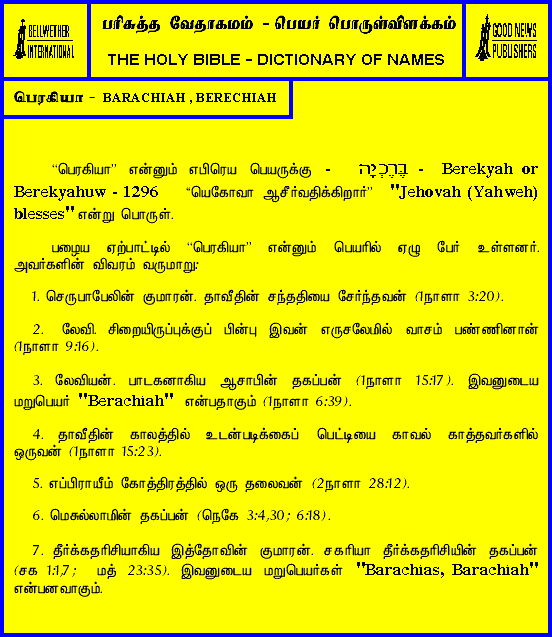 BELLWETHER
INTERNATIONAL
பரிசுத்த வேதாகமம் - பெயர் பொருள்விளக்கம்
THE HOLY BIBLE - DICTIONARY OF NAMES
GOOD NEWS
PUBLISHERS
பெரகியா - BARACHIAH , BERECHIAH
“பெரகியா” என்னும் எபிரெய பெயருக்கு - בֶּרֶכְיָה - Berekyah or
Berekyahuw - 1296 “யெகோவா ஆசீர்வதிக்கிறார்” "Jehovah (Yahweh)
blesses" என்று பொருள்.
பழைய ஏற்பாட்டில் “பெரகியா” என்னும் பெயரில் ஏழு பேர் உள்ளனர்.
அவர்களின் விவரம் வருமாறு:
1. செருபாபேலின் குமாரன். தாவீதின் சந்ததியை சேர்ந்தவன் (1நாளா 3:20).
2. லேவி. சிறையிருப்புக்குப் பின்பு இவன் எருசலேமில் வாசம் பண்ணினான்
(1நாளா 9:16).
3. லேவியன். பாடகனாகிய ஆசாபின் தகப்பன் (1நாளா 15:17). இவனுடைய
மறுபெயர் "Berachiah" என்பதாகும் (1நாளா 6:39).
4. தாவீதின் காலத்தில் உடன்படிக்கைப் பெட்டியை காவல் காத்தவர்களில்
ஒருவன் (1நாளா 15:23).
5. எப்பிராயீம் கோத்திரத்தில் ஒரு தலைவன் (2நாளா 28:12).
6. மெசுல்லாமின் தகப்பன் (நெகே 3:4,30; 6:18).
7. தீர்க்கதரிசியாகிய இத்தோவின் குமாரன். சகரியா தீர்க்கதரிசியின் தகப்பன்
(சக 1:1,7; மத் 23:35). இவனுடைய மறுபெயர்கள் "Barachias, Barachiah"
என்பனவாகும்.